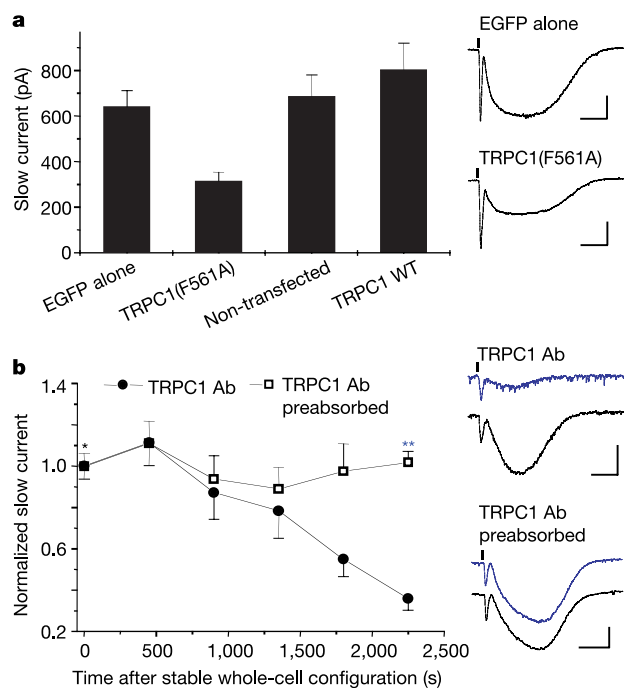 a
Slow current (pA)
800
600
400
200
0
EGFP alone
TRPC1(F561A)
Non-transfected
TRPC1 WT
EGFP alone
TRPC1(F561A)
b
Normalized slow current
1.4
1.0
0.6
0.2
TRPC1 Ab
TRPC1 Ab
preabsorbed
*
**
0
500
1,000
1,500
2,000
2,500
Time after stable whole-cell configuration (s)
TRPC1 Ab
TRPC1 Ab
preabsorbed